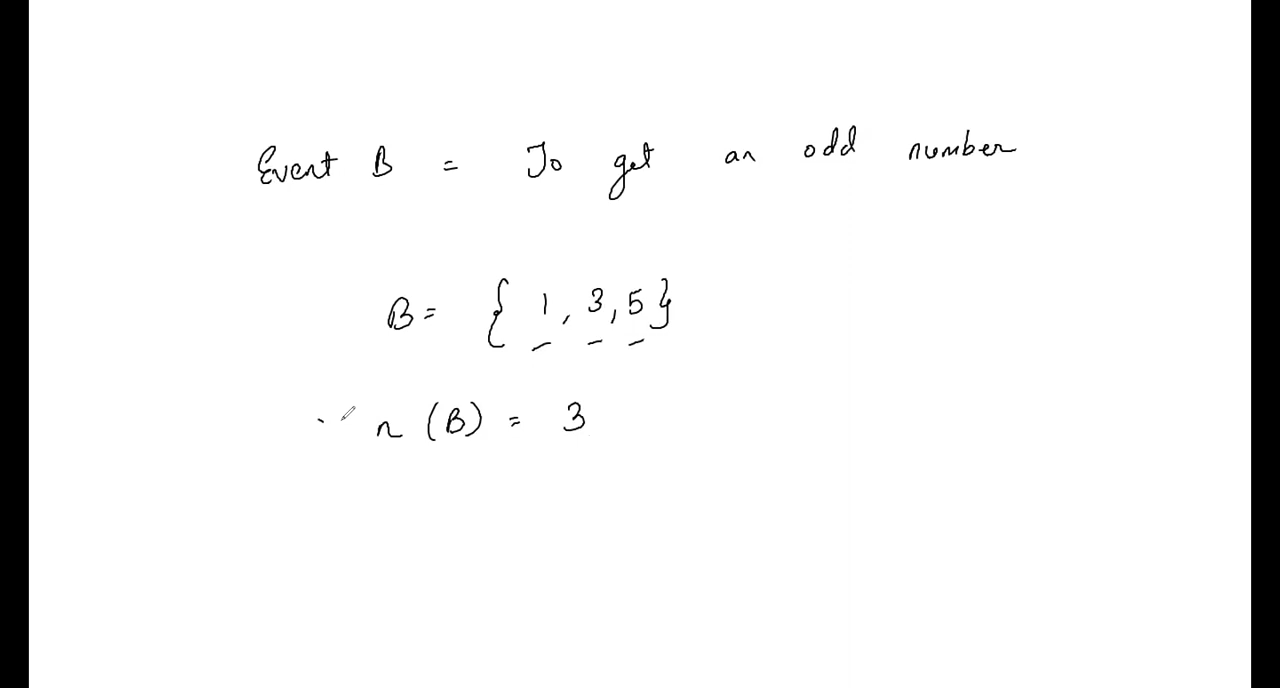 Event B = To get an odd number
B = { 1, 3, 5}
n (B) = 3